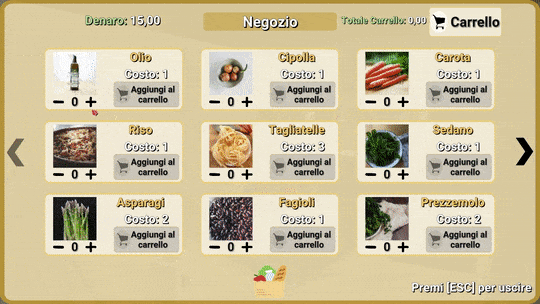 Denaro: 15,00
Negozio
Totale Carrello: 0,00
Carrello
Olio
Costo: 1
- 0 +
Aggiungi al
carrello
Cipolla
Costo: 1
- 0 +
Aggiungi al
carrello
Carota
Costo: 1
- 0 +
Aggiungi al
carrello
Riso
Costo: 1
- 0 +
Aggiungi al
carrello
Tagliatelle
Costo: 3
- 0 +
Aggiungi al
carrello
Sedano
Costo: 1
- 0 +
Aggiungi al
carrello
Asparagi
Costo: 2
- 0 +
Aggiungi al
carrello
Fagioli
Costo: 1
- 0 +
Aggiungi al
carrello
Prezzemolo
Costo: 2
- 0 +
Aggiungi al
carrello
Premi [ESC] per uscire